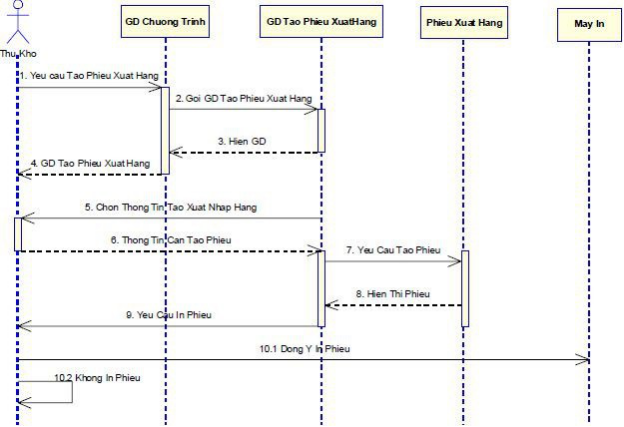 GD Chuong Trinh
GD Tao Phieu XuatHang
Phieu Xuat Hang
May In
Thu Kho
1. Yeu cau Tao Phieu Xuat Hang
2. Goi GD Tao Phieu Xuat Hang
3. Hien GD
4. GD Tao Phieu XuatHang
5. Chon Thong Tin Tao Xuat Nhap Hang
6. Thong Tin Can Tao Phieu
7. Yeu Cau Tao Phieu
8. Hien Thi Phieu
9. Yeu Cau In Phieu
10.1 Dong Y In Phieu
10.2 Khong In Phieu